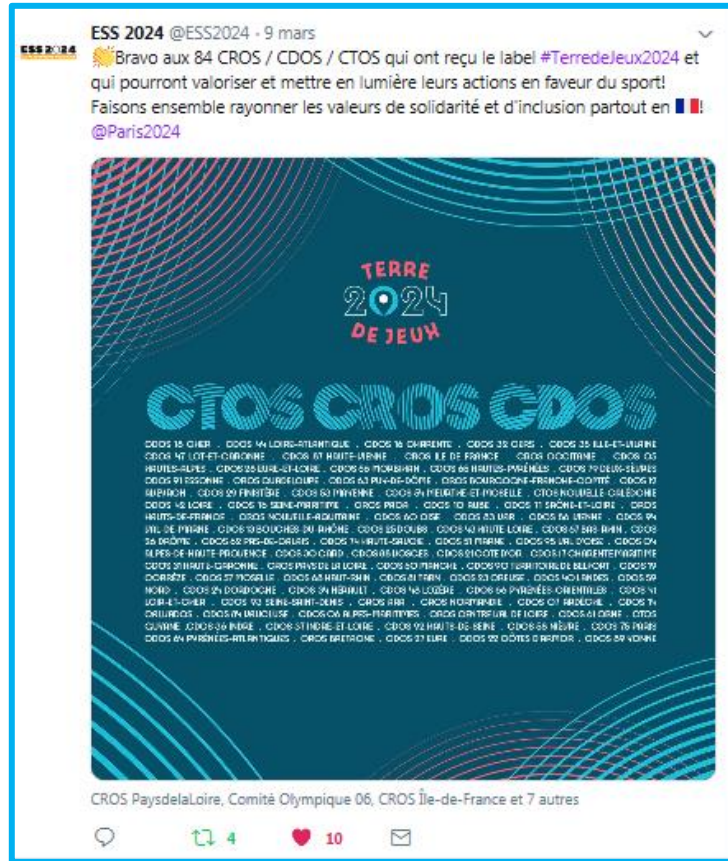 ESS 2024 @ESS2024 · 9 mars
ESS 2024
👏Bravo aux 84 CROS / CDOS / CTOS qui ont reçu le label #TerredeJeux2024 et
qui pourront valoriser et mettre en lumière leurs actions en faveur du sport!
Faisons ensemble rayonner les valeurs de solidarité et d'inclusion partout en 🇫🇷!
@Paris2024
TERRE
2024
DE JEUX
CTOS CROS CDOS
CDOS 18 CHER . CDOS 44 LOIRE-ATLANTIQUE . CDOS 16 CHARENTE . CDOS 32 GERS . CDOS 35 ILLE-ET-VILAINE
CDOS 47 LOT-ET-GARONNE . CDOS 87 HAUTE-VIENNE . CROS ILE DE FRANCE . CROS OCCITANIE . CDOS 05
HAUTES-ALPES . CDOS 28 EURE-ET-LOIRE . CDOS 56 MORBIHAN . CDOS 65 HAUTES-PYRÉNÉES . CDOS 79 DEUX-SÈVRES
CDOS 91 ESSONNE . CROS GUADELOUPE . CDOS 63 PUY-DE-DÔME . CROS BOURGOGNE-FRANCHE-COMTÉ . CDOS 12
AVEYRON . CDOS 29 FINISTÈRE . CDOS 53 MAYENNE . CDOS 54 MEURTHE-ET-MOSELLE . CTOS NOUVELLE-CALÉDONIE
CDOS 42 LOIRE . CDOS 76 SEINE-MARITIME . CROS PACA . CDOS 10 AUBE . CDOS 71 SAÔNE-ET-LOIRE . CROS
HAUTS-DE-FRANCE . CROS NOUVELLE-AQUITAINE . CDOS 60 OISE . CDOS 83 VAR . CDOS 86 VIENNE . CDOS 94
VAL DE MARNE . CDOS 13 BOUCHES DU RHÔNE . CDOS 25 DOUBS . CDOS 43 HAUTE LOIRE . CDOS 67 BAS-RHIN . CDOS
26 DRÔME . CDOS 62 PAS-DE-CALAIS . CDOS 74 HAUTE-SAVOIE . CDOS 51 MARNE . CDOS 95 VAL D'OISE . CDOS 04
ALPES-DE-HAUTE-PROVENCE . CDOS 30 GARD . CDOS 88 VOSGES . CDOS 21 COTE D'OR . CDOS 17 CHARENTE MARITIME
CDOS 31 HAUTE-GARONNE . CROS PAYS DE LA LOIRE . CDOS 50 MANCHE . CDOS 90 TERRITOIRE DE BELFORT . CDOS 19
CORRÈZE . CDOS 57 MOSELLE . CDOS 68 HAUT-RHIN . CDOS 81 TARN . CDOS 23 CREUSE . CDOS 40 LANDES . CDOS 59
NORD . CDOS 24 DORDOGNE . CDOS 34 HÉRAULT . CDOS 48 LOZÈRE . CDOS 66 PYRÉNÉES-ORIENTALES . CDOS 41
LOIR-ET-CHER . CDOS 93 SEINE-SAINT-DENIS . CROS ARA . CROS NORMANDIE . CDOS 07 ARDÈCHE . CDOS 14
CALVADOS . CDOS 84 VAUCLUSE . CDOS 06 ALPES-MARITIMES . CROS CENTRE VAL DE LOIRE . CDOS 61 ORNE . CTOS
GUYANE . CDOS 36 INDRE . CDOS 37 INDRE-ET-LOIRE . CDOS 92 HAUTS-DE-SEINE . CDOS 58 NIÈVRE . CDOS 75 PARIS
CDOS 64 PYRÉNÉES-ATLANTIQUES . CROS BRETAGNE . CDOS 27 EURE . CDOS 22 CÔTES D'ARMOR . CDOS 89 YONNE
CROS PaysdelaLoire, Comité Olympique 06, CROS Île-de-France et 7 autres
4 10